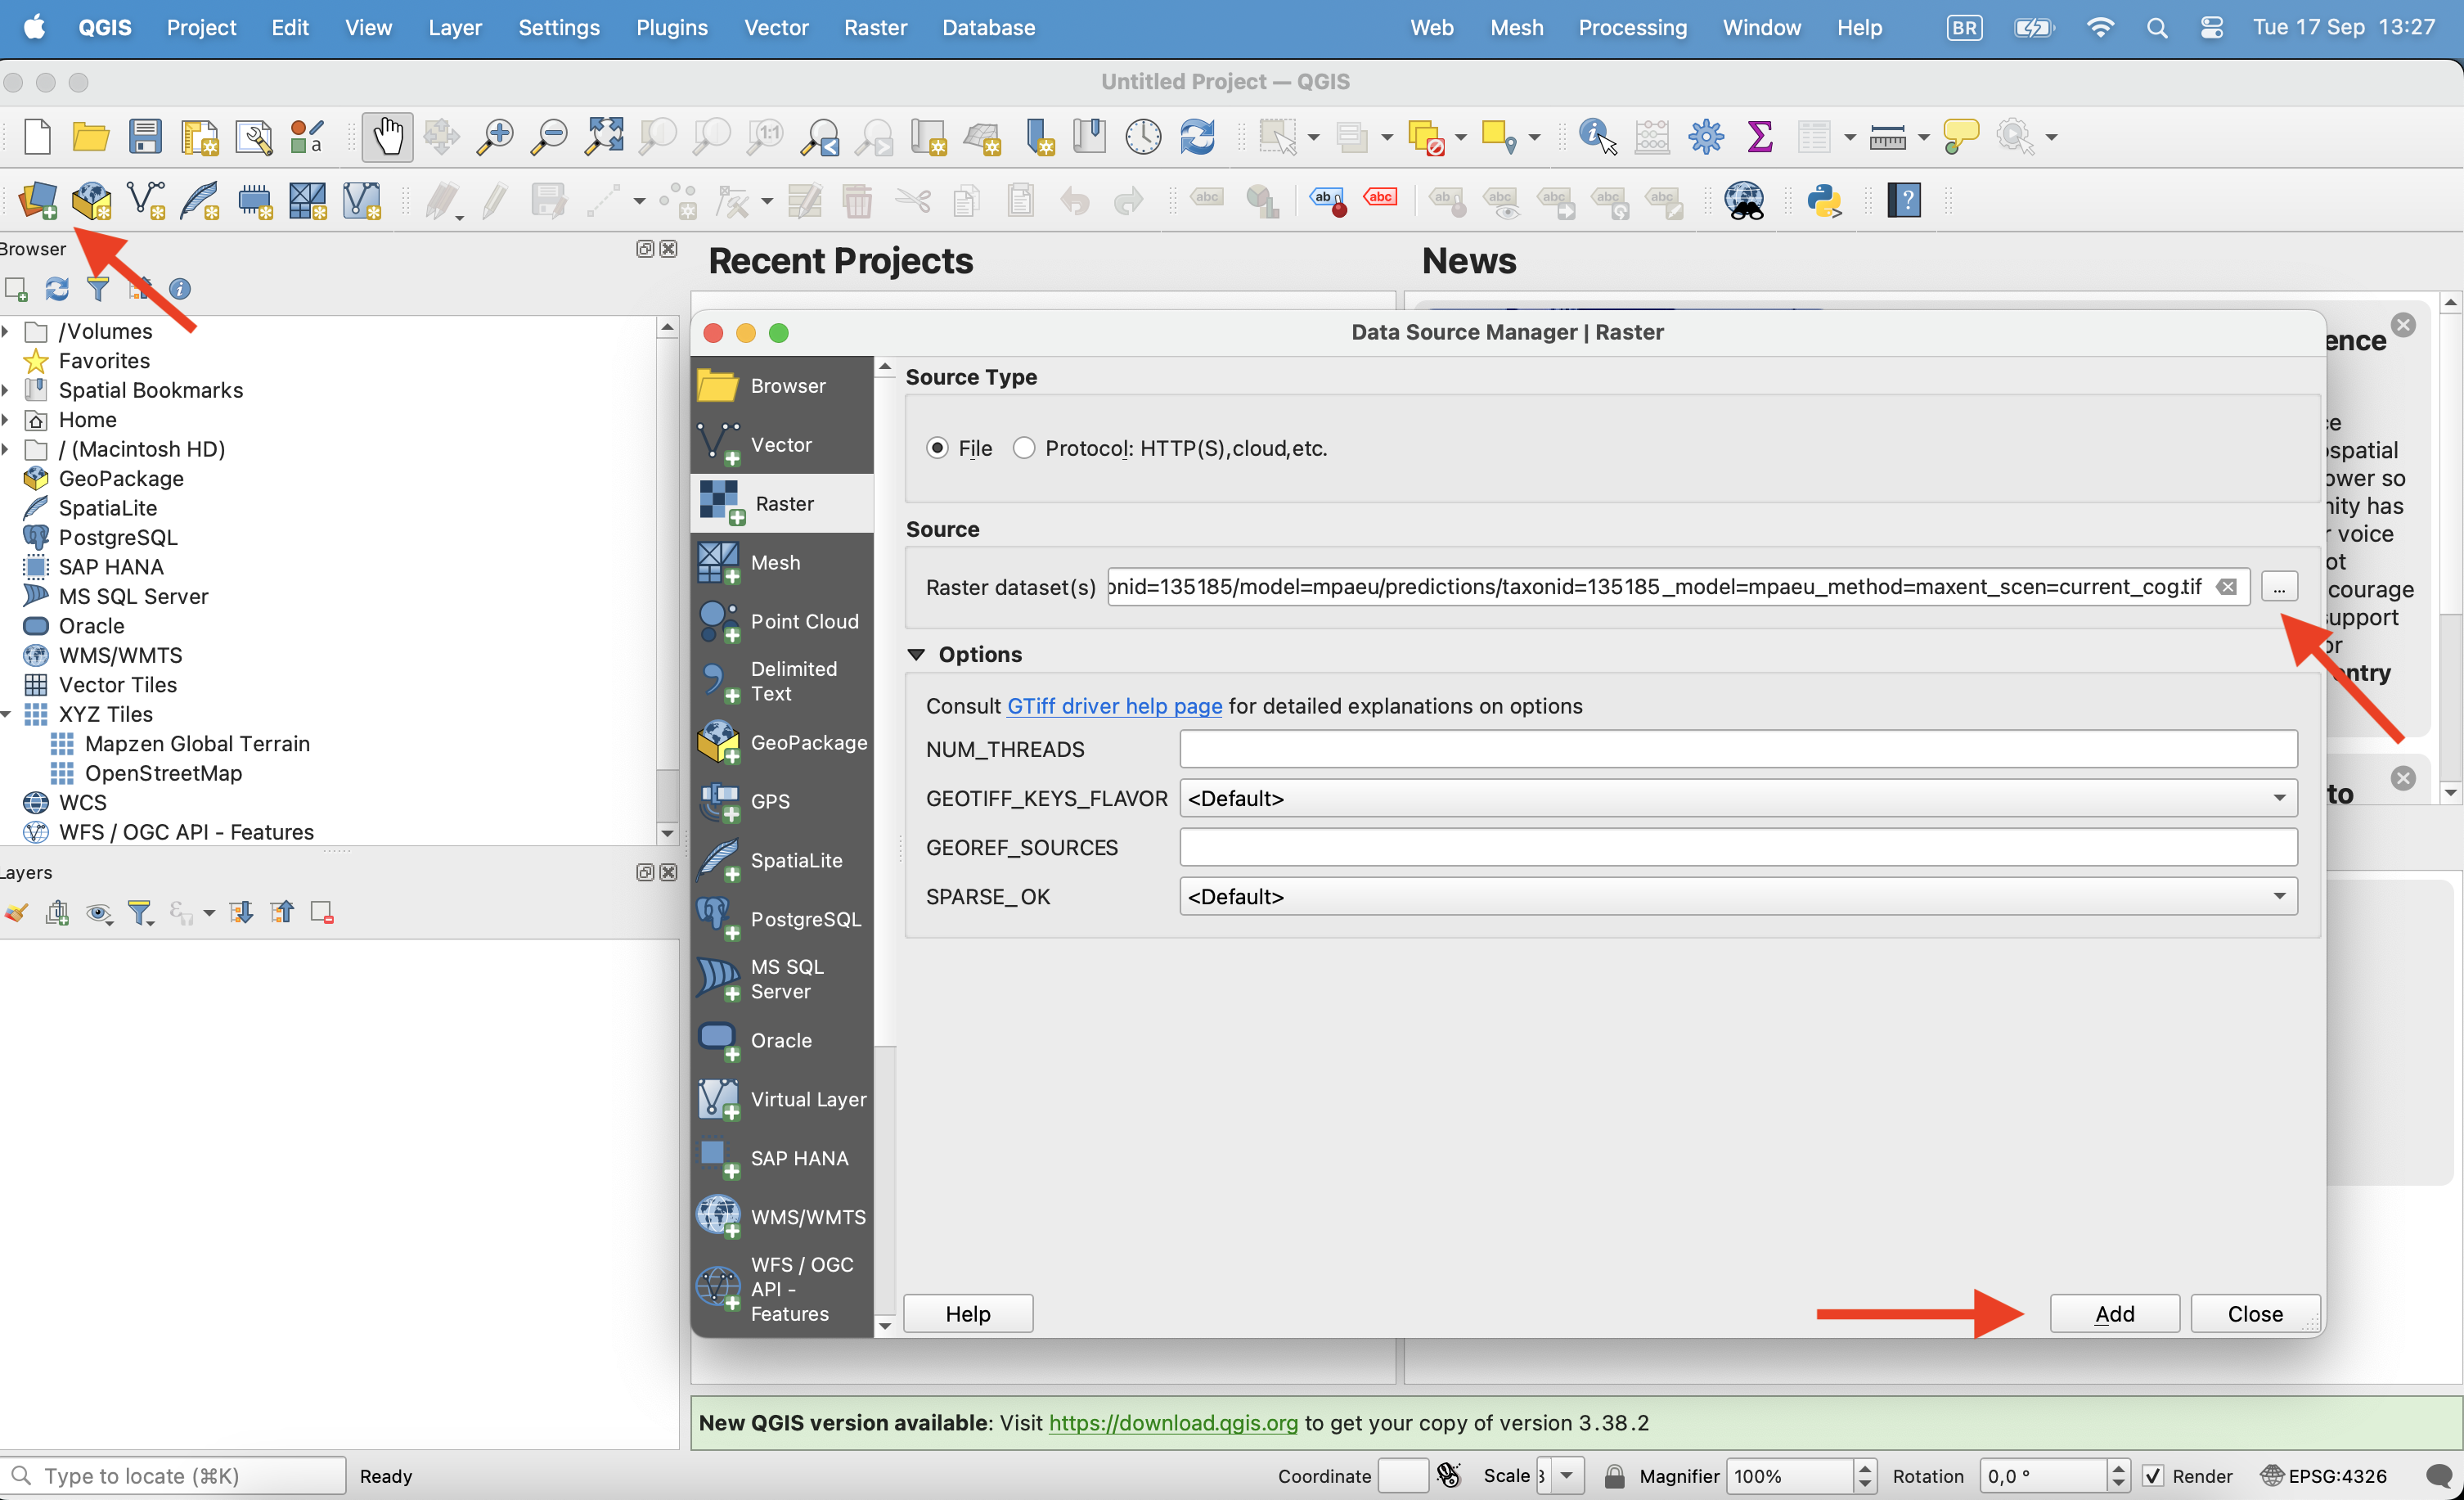 QGIS Project Edit View Layer Settings Plugins Vector Raster Database Web Mesh Processing Window Help BR Tue 17 Sep 13:27
Untitled Project — QGIS
Browser
/Volumes
Favorites
Spatial Bookmarks
Home
/ (Macintosh HD)
GeoPackage
SpatiaLite
PostgreSQL
SAP HANA
MS SQL Server
Oracle
WMS/WMTS
Vector Tiles
XYZ Tiles
Mapzen Global Terrain
OpenStreetMap
WCS
WFS / OGC API - Features
Layers
Recent Projects
News
Data Source Manager | Raster
Browser
Vector
Raster
Mesh
Point Cloud
Delimited
Text
GeoPackage
GPS
SpatiaLite
PostgreSQL
MS SQL
Server
Oracle
Virtual Layer
SAP HANA
WMS/WMTS
WFS / OGC
API -
Features
Source Type
File Protocol: HTTP(S),cloud,etc.
Source
Raster dataset(s) onid=135185/model=mpaeu/predictions/taxonid=135185_model=mpaeu_method=maxent_scen=current_cog.tif ...
Options
Consult GTiff driver help page for detailed explanations on options
NUM_THREADS
GEOTIFF_KEYS_FLAVOR <Default>
GEOREF_SOURCES
SPARSE_OK <Default>
Help Add Close
ence
spatial
ower so
nity has
voice
ot
courage
support
or
entry
to
New QGIS version available: Visit https://download.qgis.org to get your copy of version 3.38.2
Type to locate (⌘K) Ready Coordinate Scale Magnifier 100% Rotation 0,0 ° Render EPSG:4326